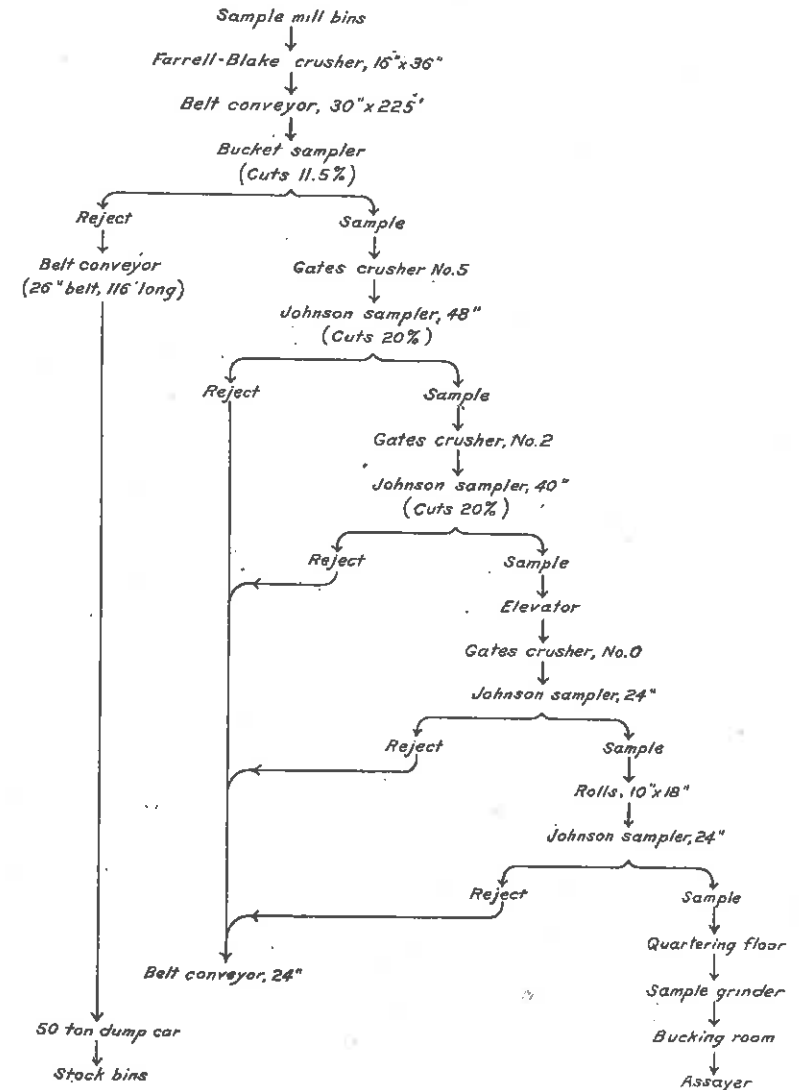 Sample mill bins
Farrell-Blake crusher, 16"x36"
Belt conveyor, 30"x225'
Bucket sampler
(Cuts 11.5%)
Reject
Sample
Belt conveyor
(26" belt, 116' long)
Gates crusher No.5
Johnson sampler, 48"
(Cuts 20%)
Reject
Sample
Gates crusher, No.2
Johnson sampler, 40"
(Cuts 20%)
Reject
Sample
Elevator
Gates crusher, No.0
Johnson sampler, 24"
Reject
Sample
Rolls, 10"x18"
Johnson sampler, 24"
Reject
Sample
Quartering floor
Belt conveyor, 24"
Sample grinder
50 ton dump car
Bucking room
Stock bins
Assayer